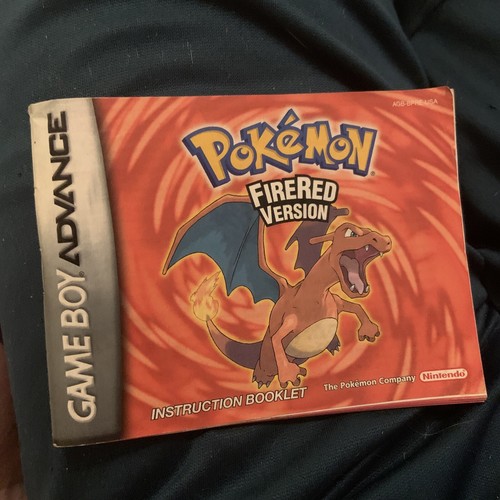 AGB-BPRE-USA
POKéMON
FIRERED
VERSION
GAME BOY ADVANCE
INSTRUCTION BOOKLET
The Pokémon Company
Nintendo